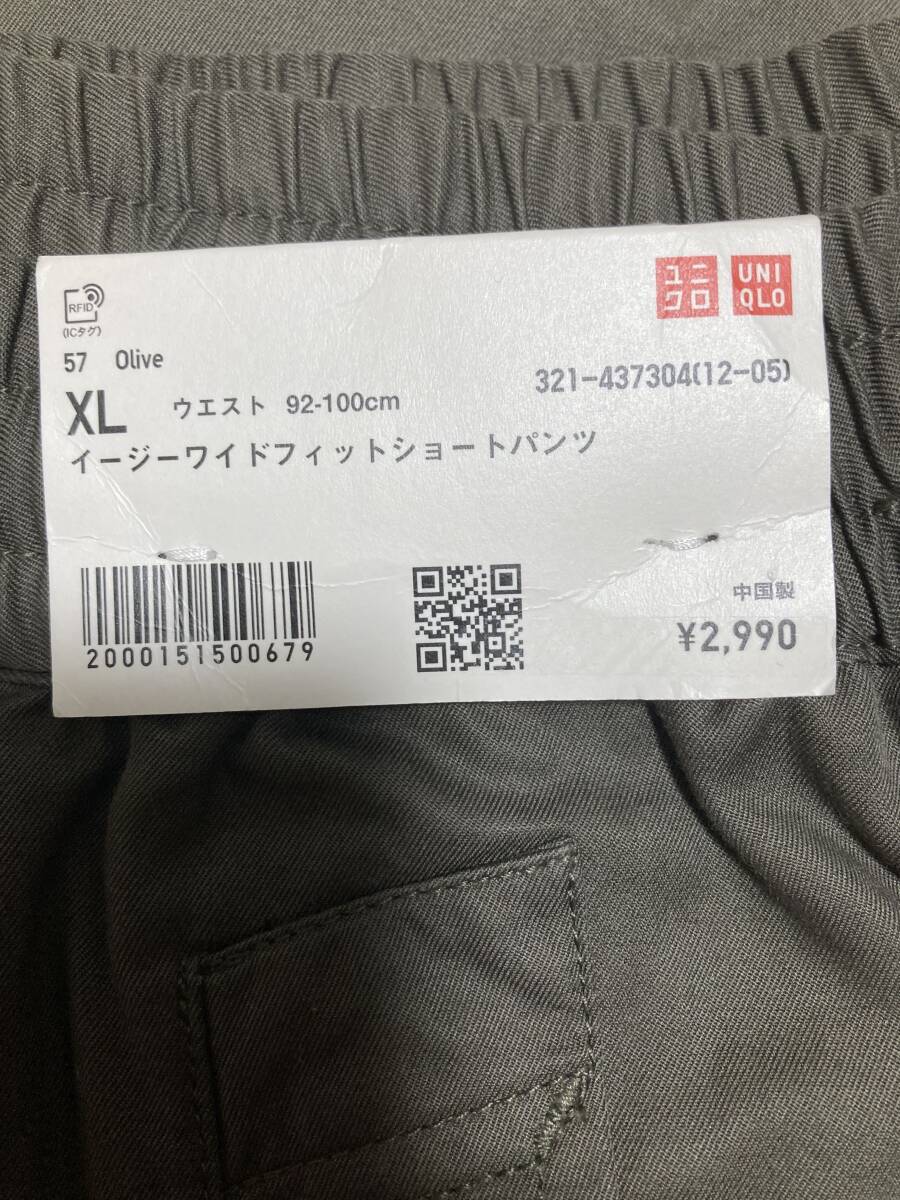 RFID
(ICタグ)
ユニ
クロ
UNI
QLO
57 Olive
321-437304(12-05)
XL ウエスト 92-100cm
イージーワイドフィットショートパンツ
中国製
2000151500679
¥2,990